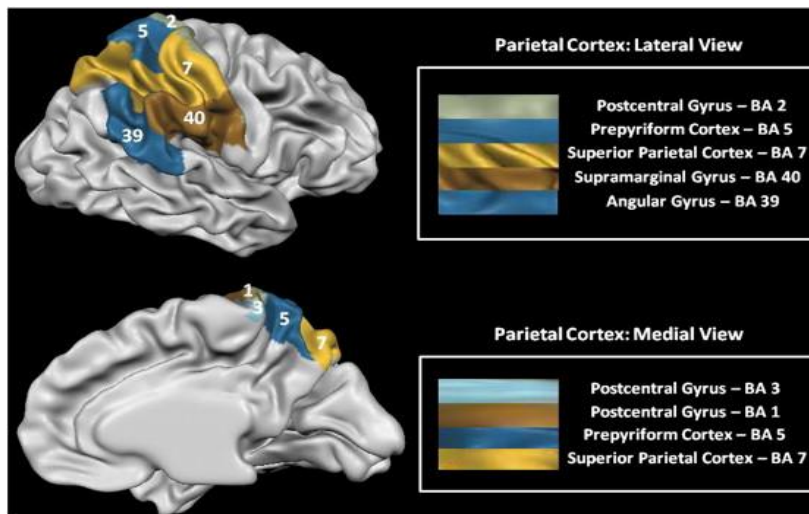 5
2
7
40
39
Parietal Cortex: Lateral View
Postcentral Gyrus – BA 2
Prepyriform Cortex – BA 5
Superior Parietal Cortex – BA 7
Supramarginal Gyrus – BA 40
Angular Gyrus – BA 39
1
3
5
7
Parietal Cortex: Medial View
Postcentral Gyrus – BA 3
Postcentral Gyrus – BA 1
Prepyriform Cortex – BA 5
Superior Parietal Cortex – BA 7